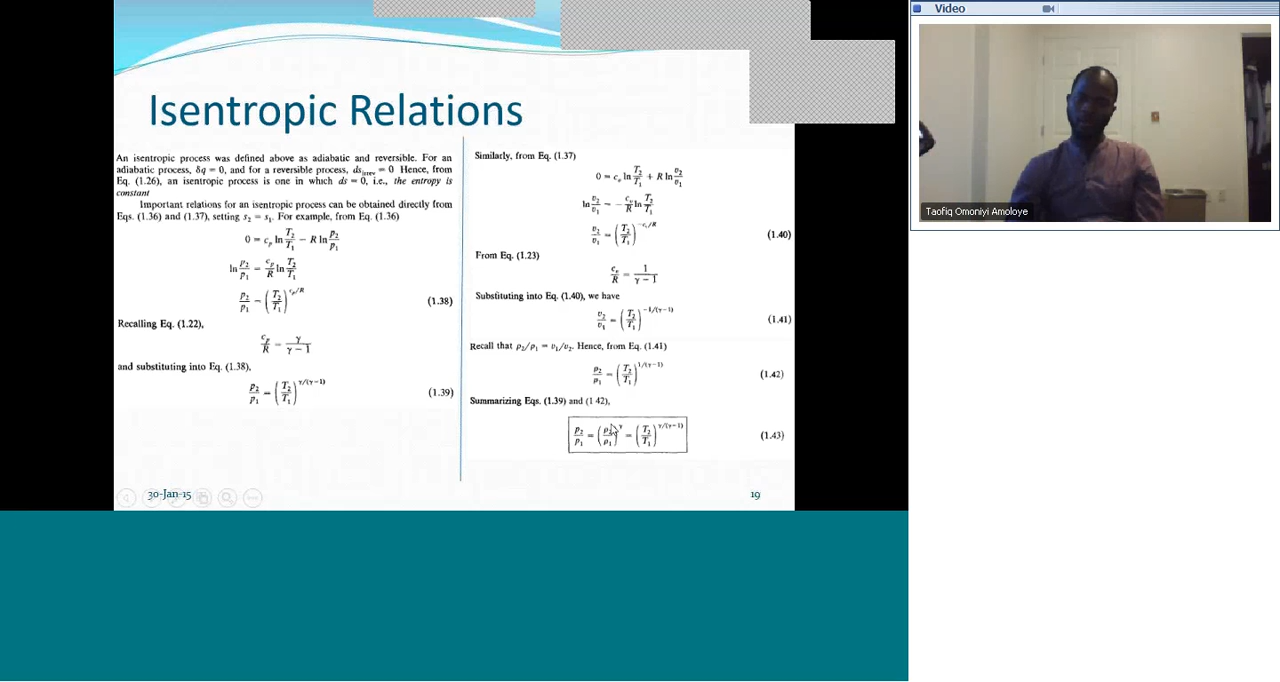 Isentropic Relations
An isentropic process was defined above as adiabatic and reversible. For an
adiabatic process, δq = 0, and for a reversible process, ds_irrev = 0 Hence, from
Eq. (1.26), an isentropic process is one in which ds = 0, i.e., the entropy is
constant
Important relations for an isentropic process can be obtained directly from
Eqs. (1.36) and (1.37), setting s₂ = s₁. For example, from Eq. (1.36)
0 = c_p ln T₂/T₁ − R ln p₂/p₁
ln p₂/p₁ = c_p/R ln T₂/T₁
p₂/p₁ = (T₂/T₁)^(c_p/R) (1.38)
Recalling Eq. (1.22),
c_p/R = γ/(γ − 1)
and substituting into Eq. (1.38),
p₂/p₁ = (T₂/T₁)^(γ/(γ−1)) (1.39)
30-Jan-15
Similarly, from Eq. (1.37)
0 = c_v ln T₂/T₁ + R ln v₂/v₁
ln v₂/v₁ = − c_v/R ln T₂/T₁
v₂/v₁ = (T₂/T₁)^(−c_v/R) (1.40)
From Eq. (1.23)
c_v/R = 1/(γ − 1)
Substituting into Eq. (1.40), we have
v₂/v₁ = (T₂/T₁)^(−1/(γ−1)) (1.41)
Recall that ρ₂/ρ₁ = v₁/v₂. Hence, from Eq. (1.41)
ρ₂/ρ₁ = (T₂/T₁)^(1/(γ−1)) (1.42)
Summarizing Eqs. (1.39) and (1 42),
p₂/p₁ = (ρ₂/ρ₁)^γ = (T₂/T₁)^(γ/(γ−1)) (1.43)
19
Video
Taofiq Omoniyi Amoloye